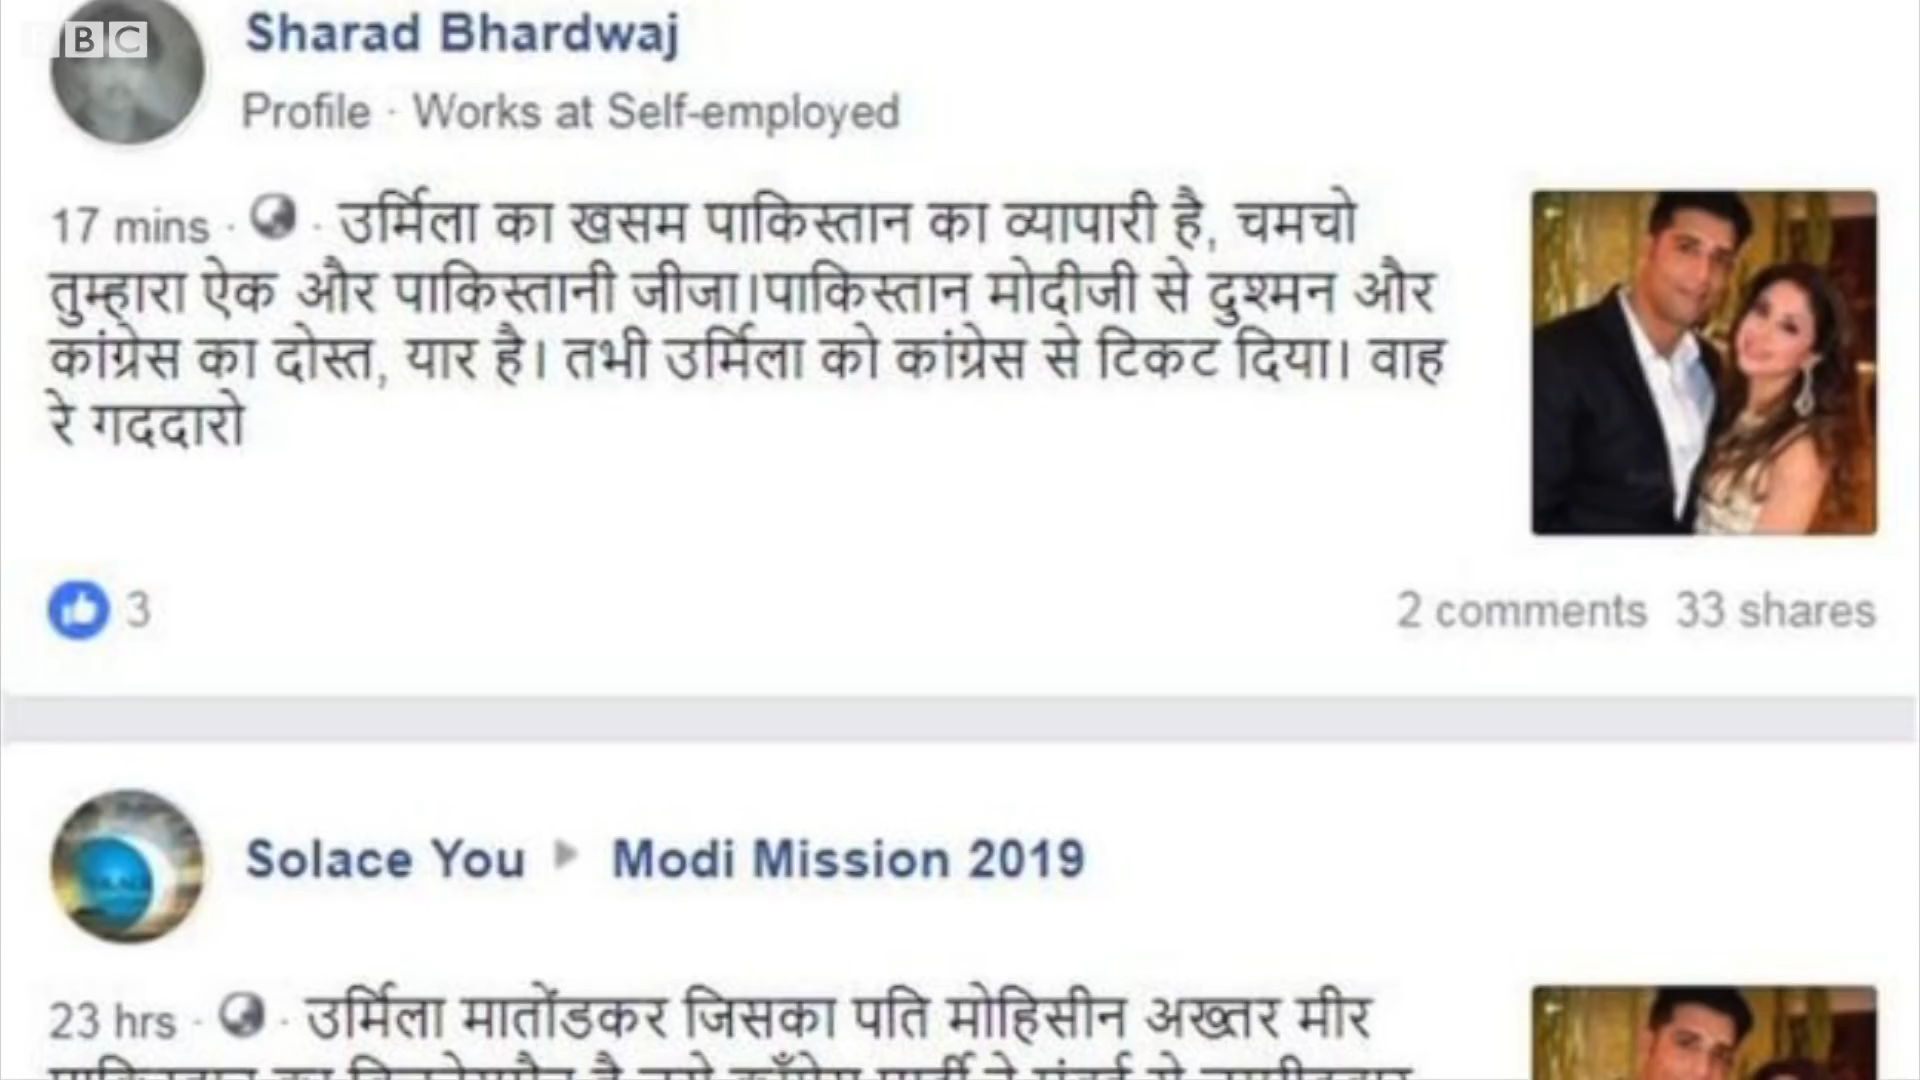 BBC
Sharad Bhardwaj
Profile · Works at Self-employed
17 mins · · उर्मिला का खसम पाकिस्तान का व्यापारी है, चमचो
तुम्हारा ऐक और पाकिस्तानी जीजा।पाकिस्तान मोदीजी से दुश्मन और
कांग्रेस का दोस्त, यार है। तभी उर्मिला को कांग्रेस से टिकट दिया। वाह
रे गददारो
3
2 comments 33 shares
Solace You ▶ Modi Mission 2019
23 hrs · · उर्मिला मातोंडकर जिसका पति मोहिसीन अख्तर मीर